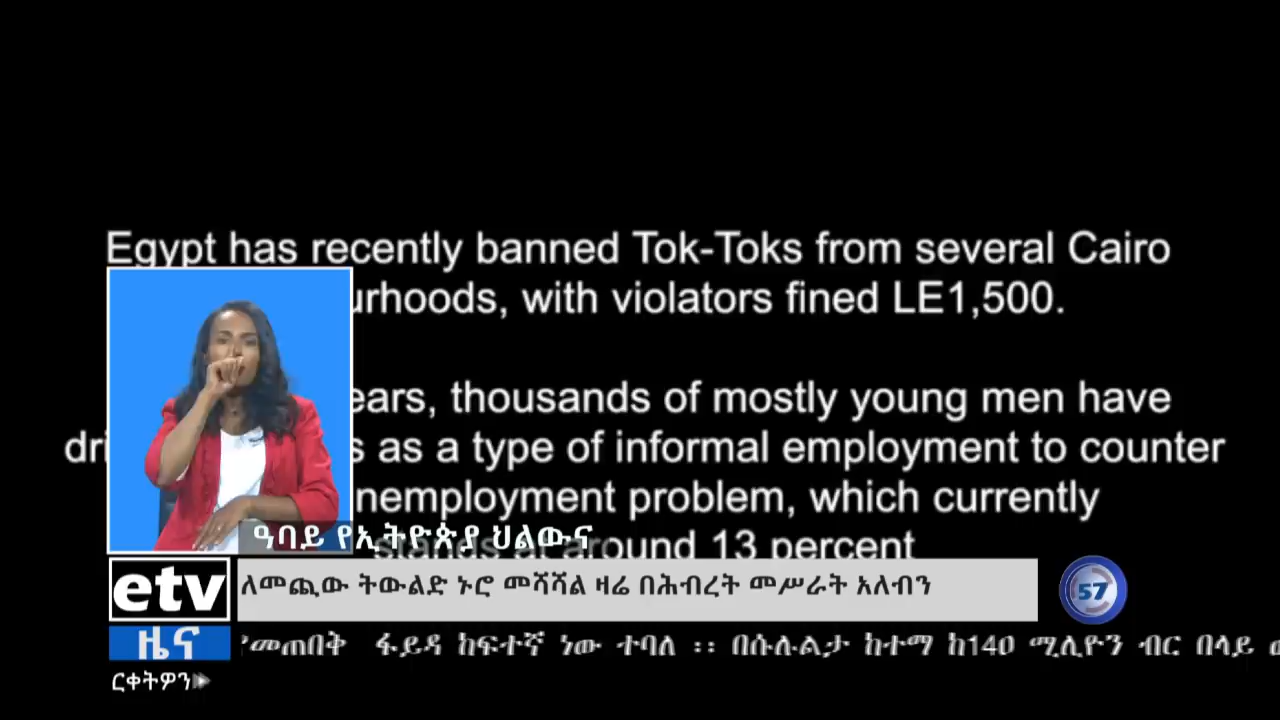 Egypt has recently banned Tok-Toks from several Cairo
urhoods, with violators fined LE1,500.
ears, thousands of mostly young men have
dri s as a type of informal employment to counter
nemployment problem, which currently
stands at around 13 percent
ዓባይ የኢትዮጵያ ህልውና
etv
ለመጪው ትውልድ ኑሮ መሻሻል ዛሬ በሕብረት መሥራት አለብን
57
ዜና
የመጠበቅ ፋይዳ ከፍተኛ ነው ተባለ ፡፡ በሱሉልታ ከተማ ከ140 ሚሊዮን ብር በላይ
ርቀትዎን